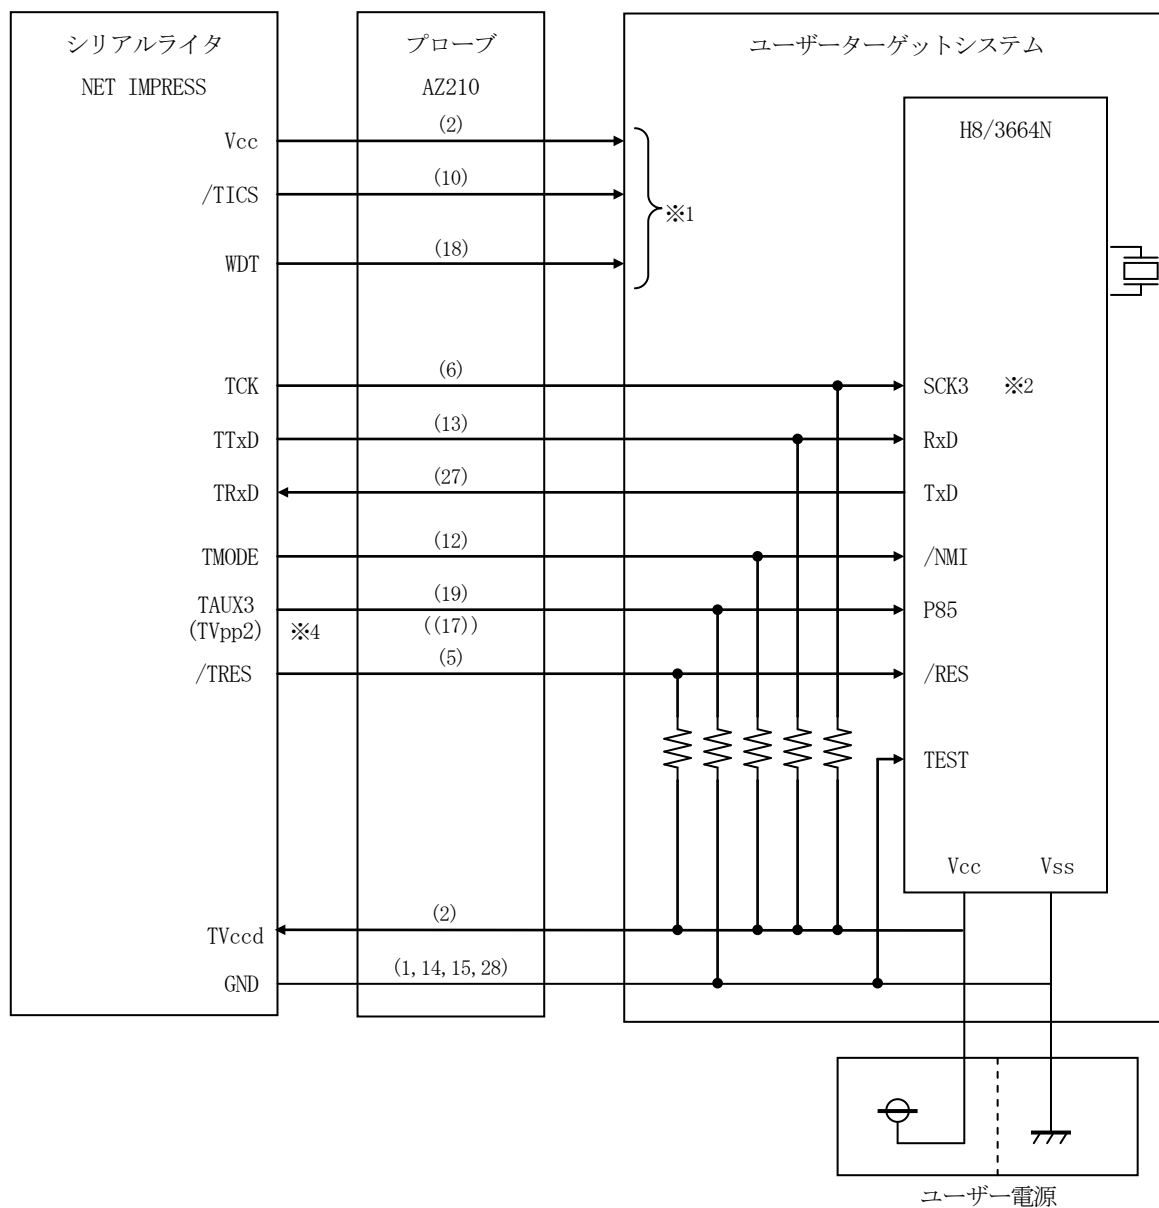 シリアルライタ
NET IMPRESS
プローブ
AZ210
ユーザーターゲットシステム
H8/3664N
Vcc
(2)
/TICS
(10)
※1
WDT
(18)
TCK
(6)
SCK3 ※2
TTxD
(13)
RxD
TRxD
(27)
TxD
TMODE
(12)
/NMI
TAUX3
(19)
P85
(TVpp2) ※4
((17))
/TRES
(5)
/RES
TEST
Vcc
Vss
TVccd
(2)
GND
(1,14,15,28)
ユーザー電源